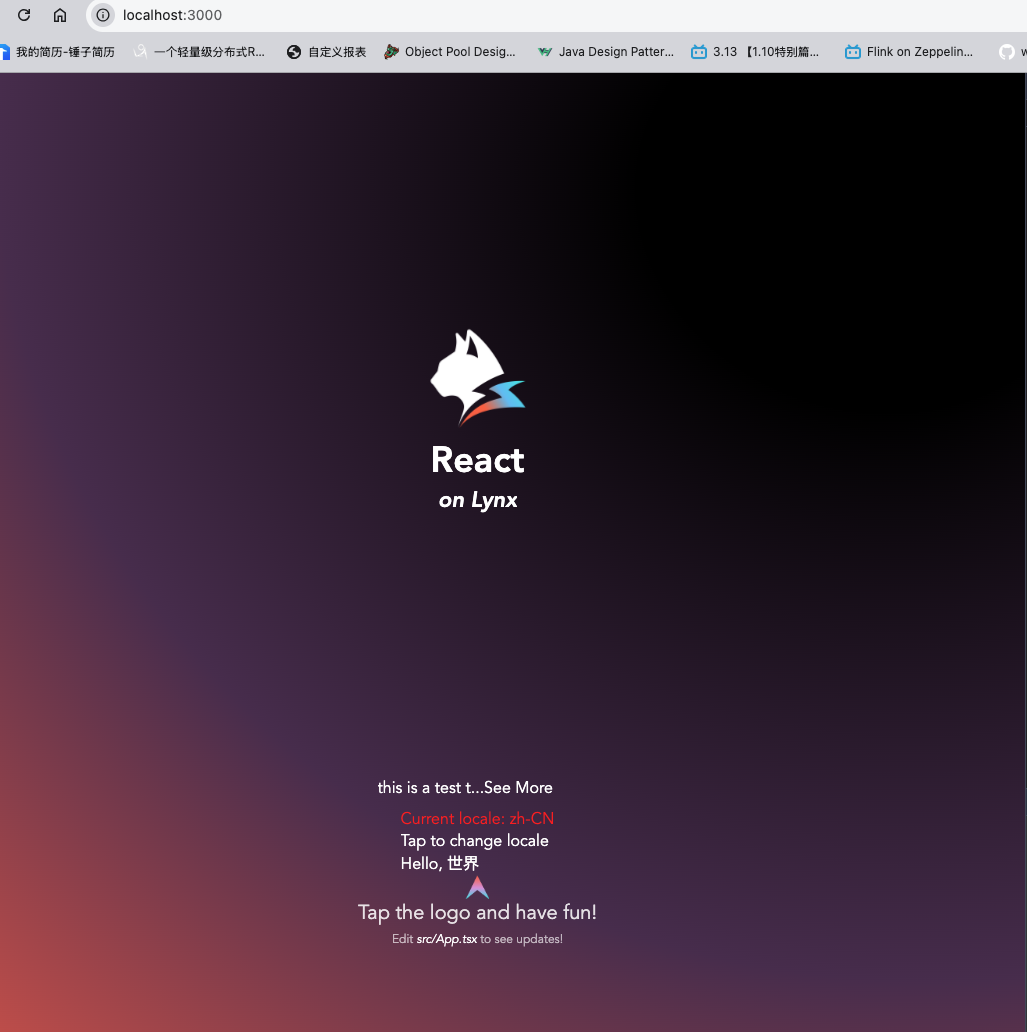 localhost:3000
我的简历-锤子简历
一个轻量级分布式R...
自定义报表
Object Pool Desig...
Java Design Patter...
3.13 【1.10特别篇...
Flink on Zeppelin...
w
React
on Lynx
this is a test t...See More
Current locale: zh-CN
Tap to change locale
Hello, 世界
Tap the logo and have fun!
Edit src/App.tsx to see updates!